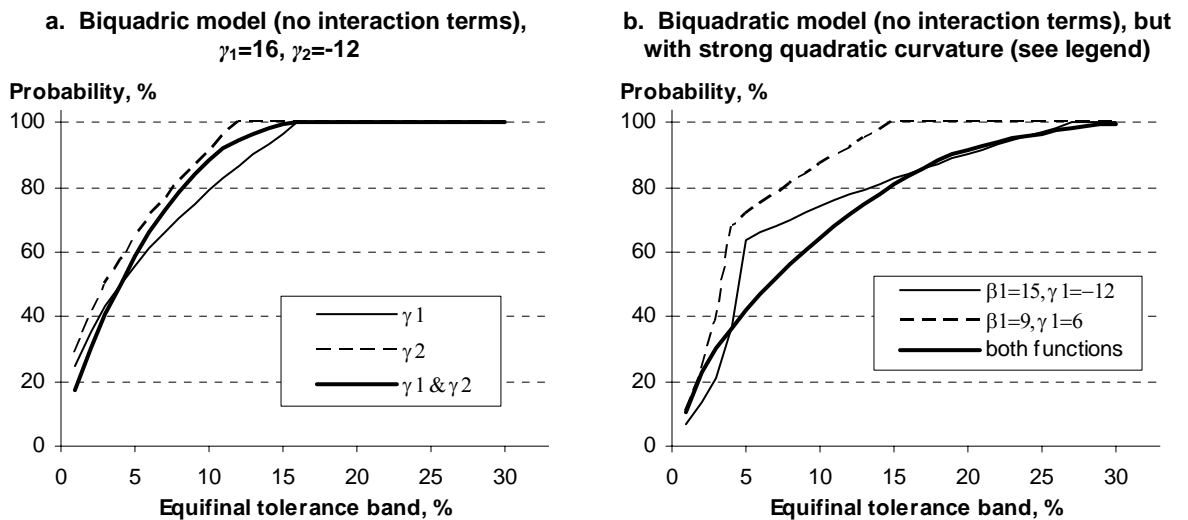 a. Biquadric model (no interaction terms),
γ1=16, γ2=-12
Probability, %
100
80
60
40
20
0
0 5 10 15 20 25 30
Equifinal tolerance band, %
γ1
γ2
γ1 & γ2
b. Biquadratic model (no interaction terms), but
with strong quadratic curvature (see legend)
Probability, %
100
80
60
40
20
0
0 5 10 15 20 25 30
Equifinal tolerance band, %
β1=15,γ1=−12
β1=9,γ1=6
both functions